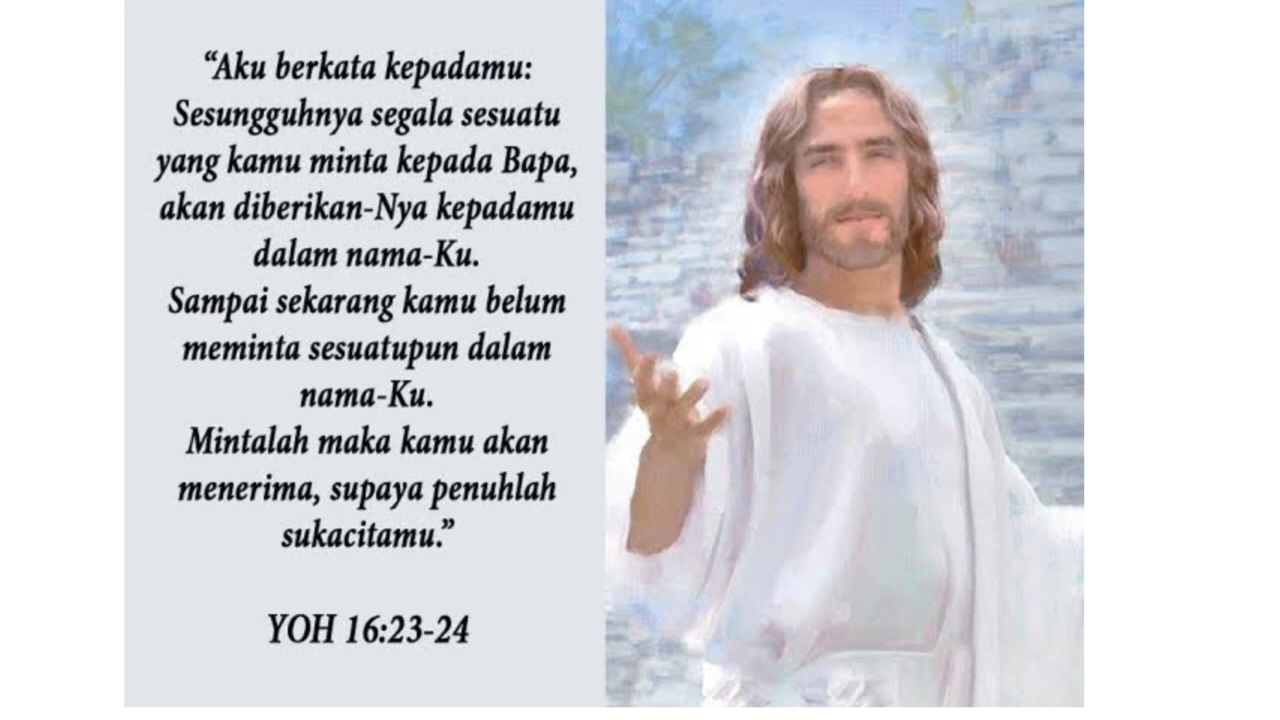 “Aku berkata kepadamu:
Sesungguhnya segala sesuatu
yang kamu minta kepada Bapa,
akan diberikan-Nya kepadamu
dalam nama-Ku.
Sampai sekarang kamu belum
meminta sesuatupun dalam
nama-Ku.
Mintalah maka kamu akan
menerima, supaya penuhlah
sukacitamu.”
YOH 16:23-24